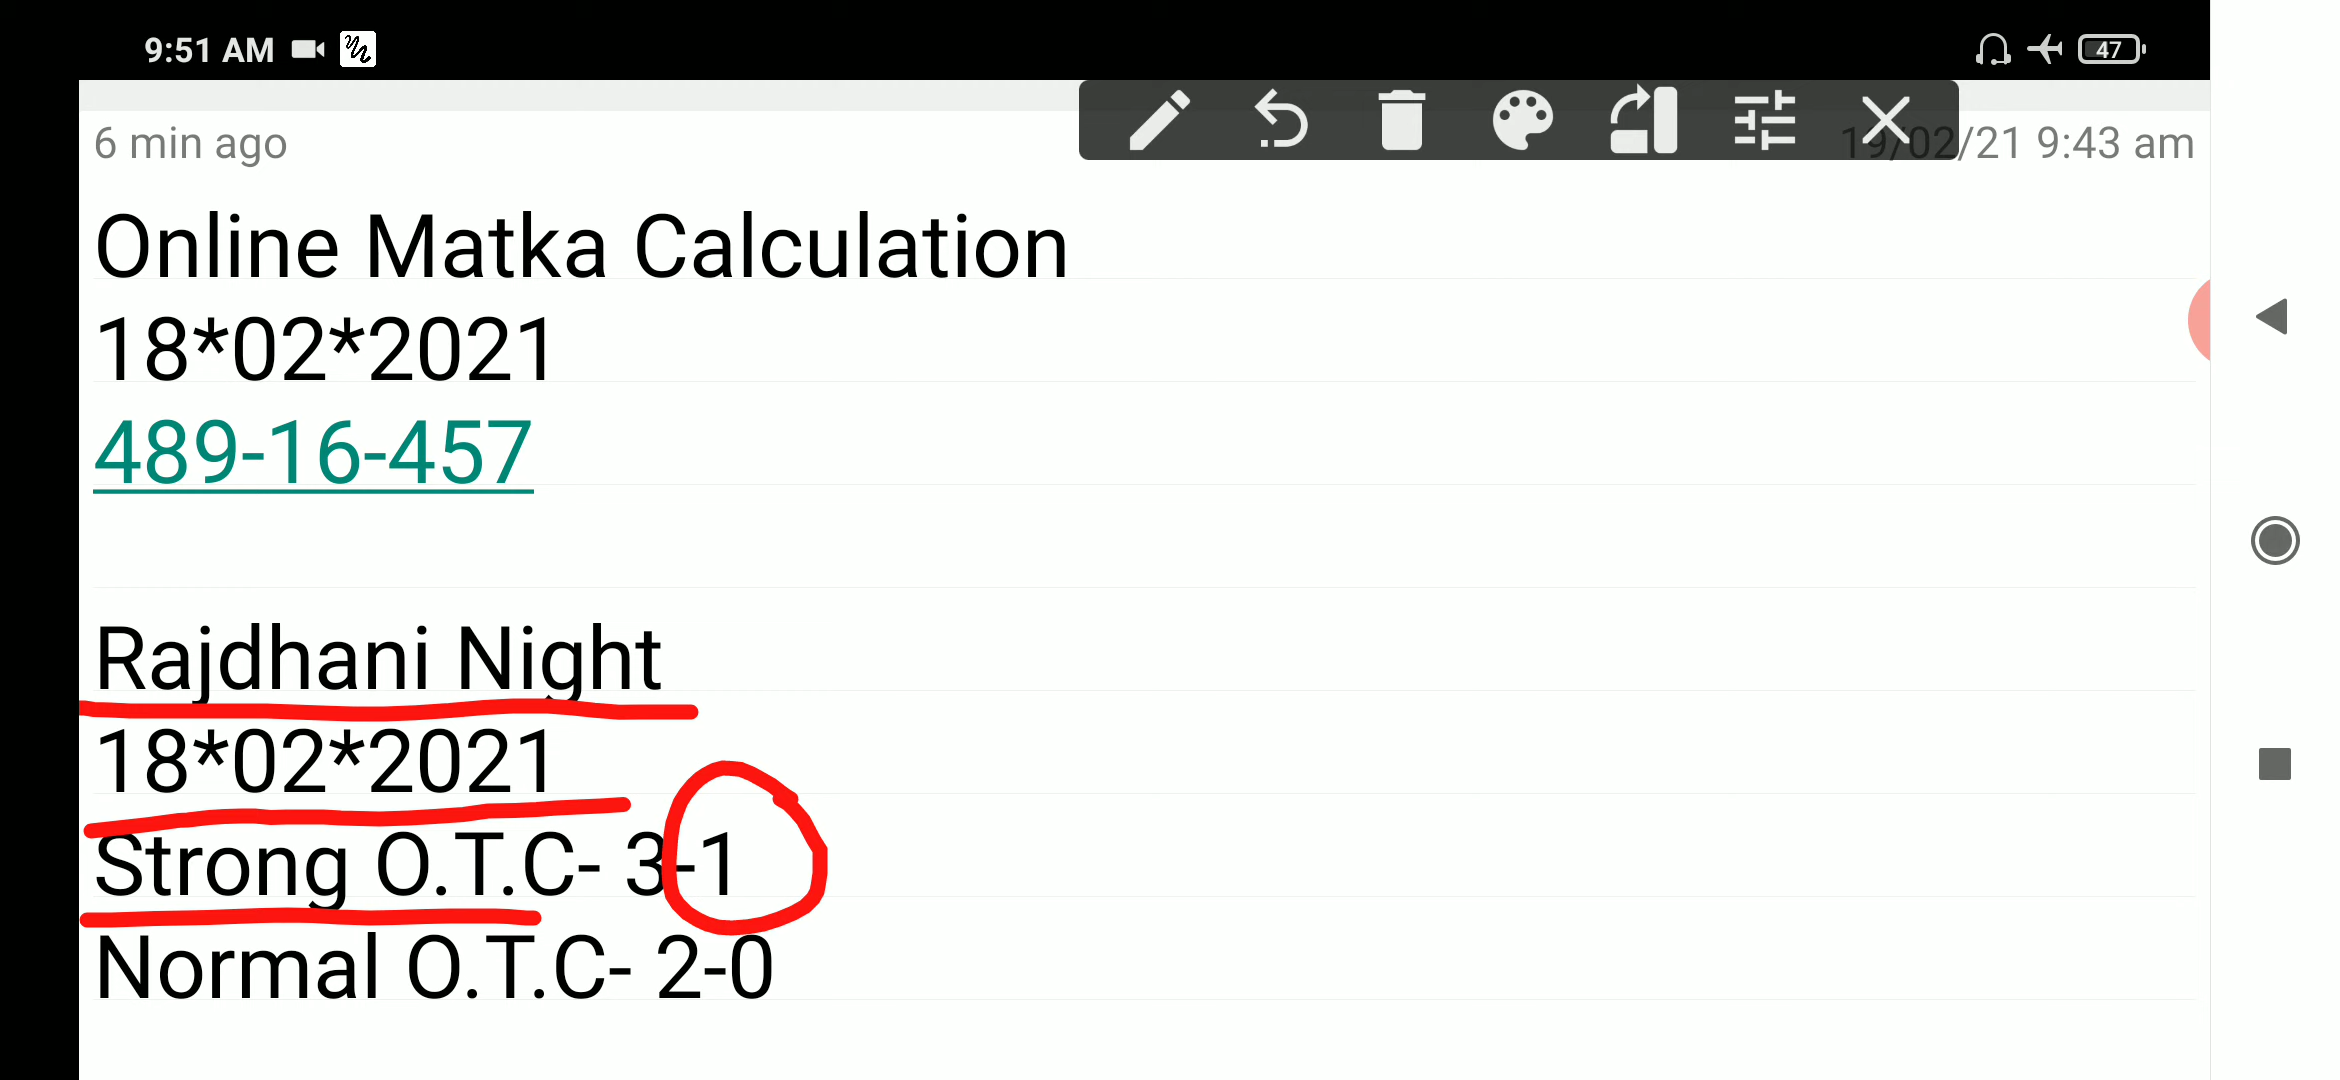 9:51 AM
47
6 min ago
19/02/21 9:43 am
Online Matka Calculation
18*02*2021
489-16-457
Rajdhani Night
18*02*2021
Strong O.T.C- 3-1
Normal O.T.C- 2-0